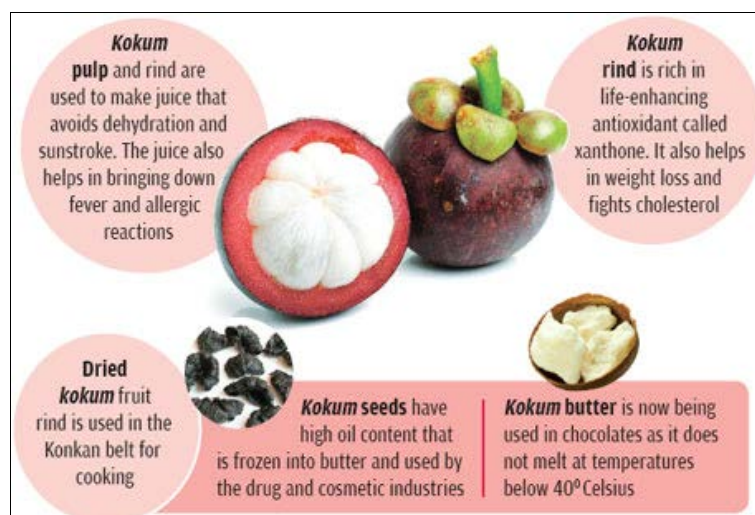 Kokum
pulp and rind are
used to make juice that
avoids dehydration and
sunstroke. The juice also
helps in bringing down
fever and allergic
reactions
Kokum
rind is rich in
life-enhancing
antioxidant called
xanthone. It also helps
in weight loss and
fights cholesterol
Dried
kokum fruit
rind is used in the
Konkan belt for
cooking
Kokum seeds have
high oil content that
is frozen into butter and used by
the drug and cosmetic industries
Kokum butter is now being
used in chocolates as it does
not melt at temperatures
below 40º Celsius